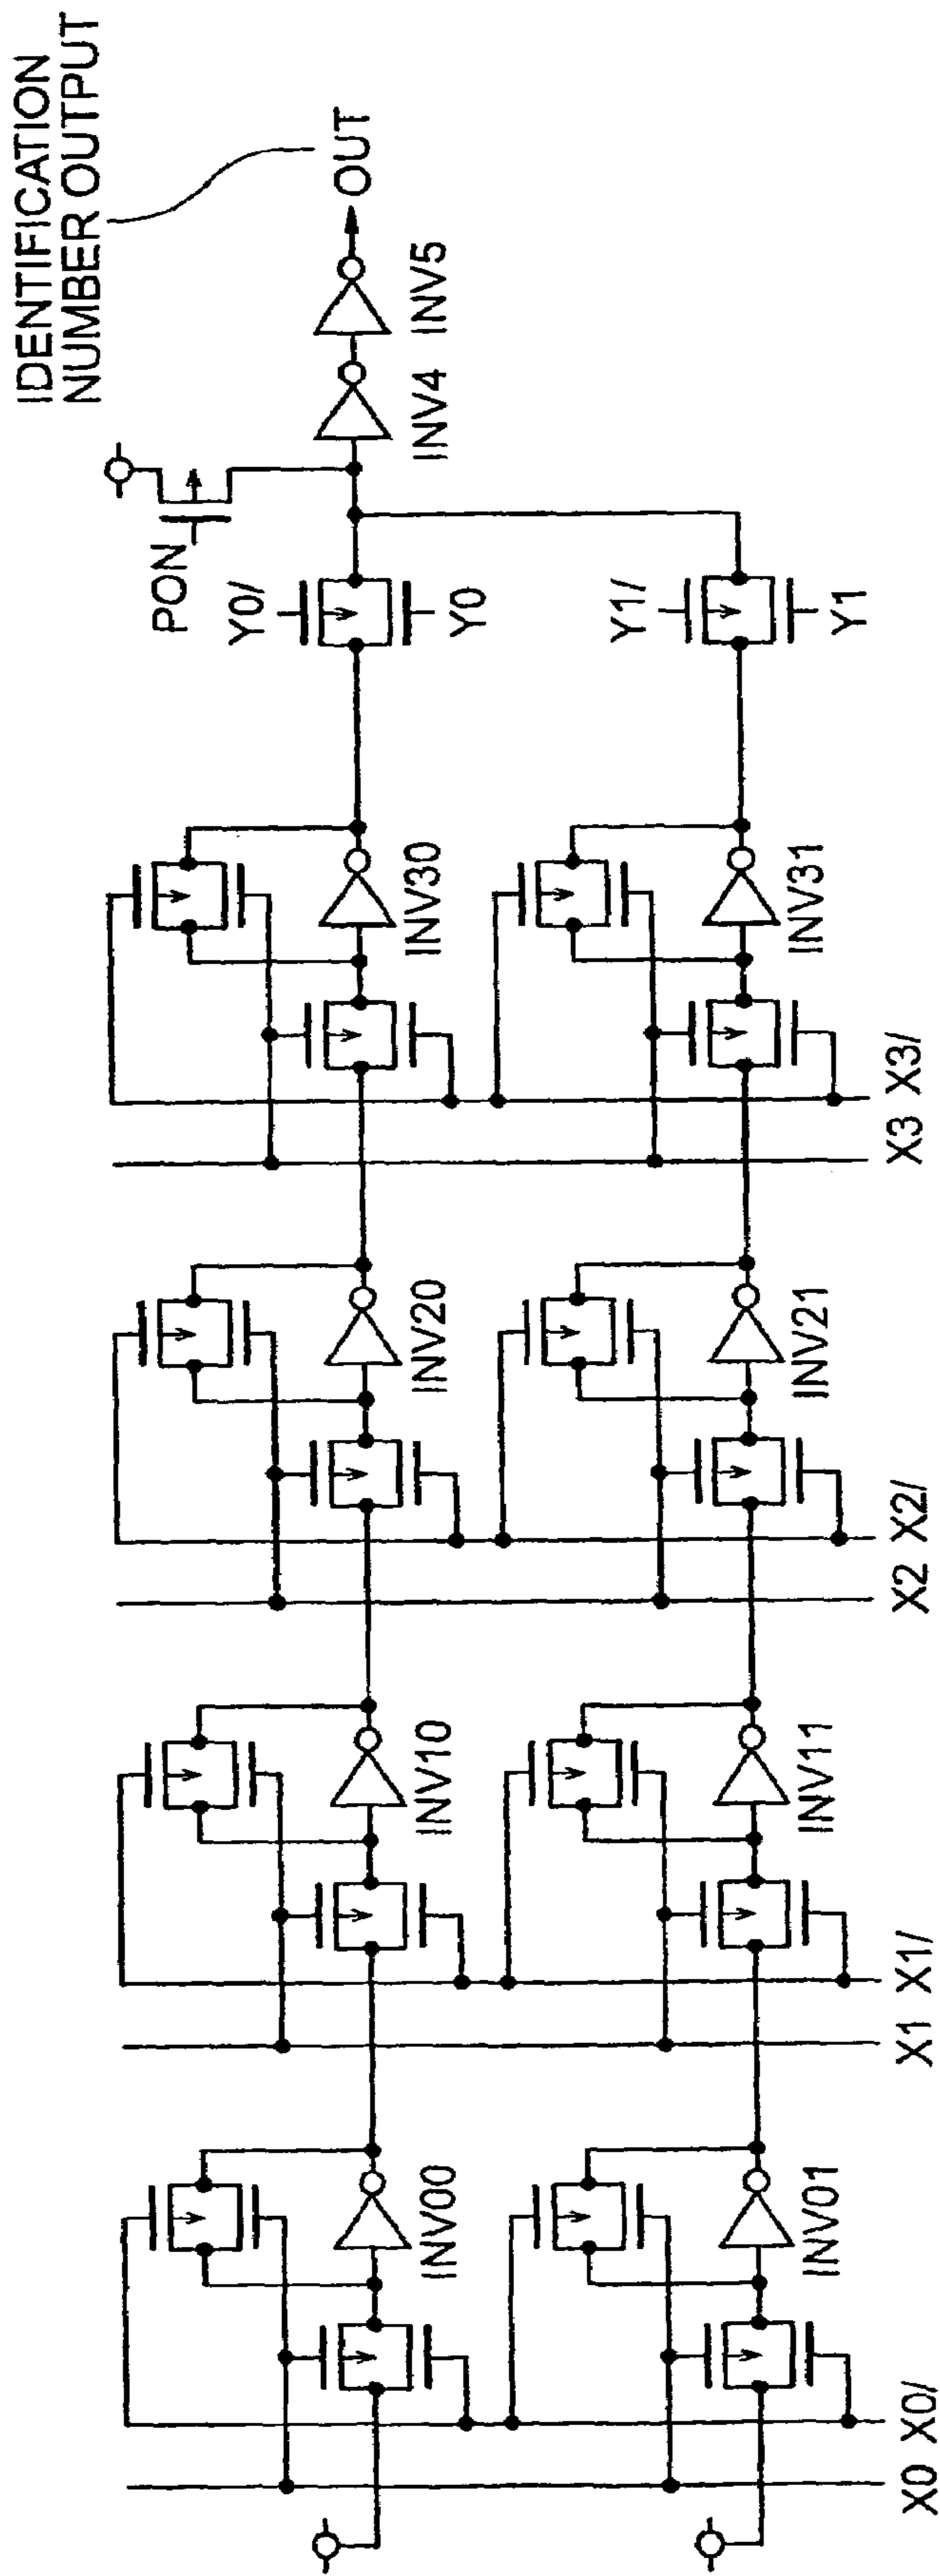 IDENTIFICATION
NUMBER OUTPUT
OUT
INV4
INV5
PON
Y0/
Y0
Y1/
Y1
INV30
INV31
X3
X3/
INV20
INV21
X2
X2/
INV10
INV11
X1
X1/
INV00
INV01
X0
X0/